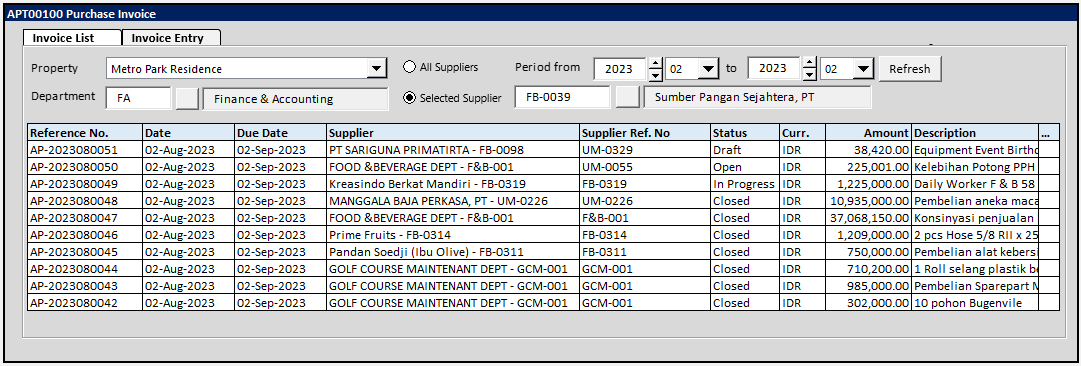 APT00100 Purchase Invoice
Invoice List Invoice Entry
Property Metro Park Residence All Suppliers Period from 2023 02 to 2023 02 Refresh
Department FA Finance & Accounting Selected Supplier FB-0039 Sumber Pangan Sejahtera, PT
Reference No. Date Due Date Supplier Supplier Ref. No Status Curr. Amount Description ...
AP-2023080051 02-Aug-2023 02-Sep-2023 PT SARIGUNA PRIMATIRTA - FB-0098 UM-0329 Draft IDR 38,420.00 Equipment Event Birthd
AP-2023080050 02-Aug-2023 02-Sep-2023 FOOD &BEVERAGE DEPT - F&B-001 UM-0055 Open IDR 225,001.00 Kelebihan Potong PPH
AP-2023080049 02-Aug-2023 02-Sep-2023 Kreasindo Berkat Mandiri - FB-0319 FB-0319 In Progress IDR 1,225,000.00 Daily Worker F & B 58
AP-2023080048 02-Aug-2023 02-Sep-2023 MANGGALA BAJA PERKASA, PT - UM-0226 UM-0226 Closed IDR 10,935,000.00 Pembelian aneka maca
AP-2023080047 02-Aug-2023 02-Sep-2023 FOOD &BEVERAGE DEPT - F&B-001 F&B-001 Closed IDR 37,068,150.00 Konsinyasi penjualan
AP-2023080046 02-Aug-2023 02-Sep-2023 Prime Fruits - FB-0314 FB-0314 Closed IDR 1,209,000.00 2 pcs Hose 5/8 RII x 25
AP-2023080045 02-Aug-2023 02-Sep-2023 Pandan Soedji (Ibu Olive) - FB-0311 FB-0311 Closed IDR 750,000.00 Pembelian alat kebersi
AP-2023080044 02-Aug-2023 02-Sep-2023 GOLF COURSE MAINTENANT DEPT - GCM-001 GCM-001 Closed IDR 710,200.00 1 Roll selang plastik be
AP-2023080043 02-Aug-2023 02-Sep-2023 GOLF COURSE MAINTENANT DEPT - GCM-001 GCM-001 Closed IDR 985,000.00 Pembelian Sparepart M
AP-2023080042 02-Aug-2023 02-Sep-2023 GOLF COURSE MAINTENANT DEPT - GCM-001 GCM-001 Closed IDR 302,000.00 10 pohon Bugenvile